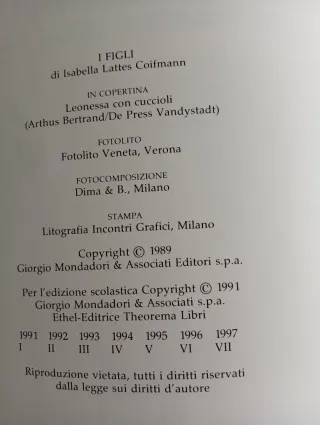 I FIGLI
di Isabella Lattes Coifmann
IN COPERTINA
Leonessa con cuccioli
(Arthus Bertrand/De Press Vandystadt)
FOTOLITO
Fotolito Veneta, Verona
FOTOCOMPOSIZIONE
Dima & B., Milano
STAMPA
Litografia Incontri Grafici, Milano
Copyright © 1989
Giorgio Mondadori & Associati Editori s.p.a.
Per l'edizione scolastica Copyright © 1991
Giorgio Mondadori & Associati s.p.a.
Ethel-Editrice Theorema Libri
1991 1992 1993 1994 1995 1996 1997
I II III IV V VI VII
Riproduzione vietata, tutti i diritti riservati
dalla legge sui diritti d'autore